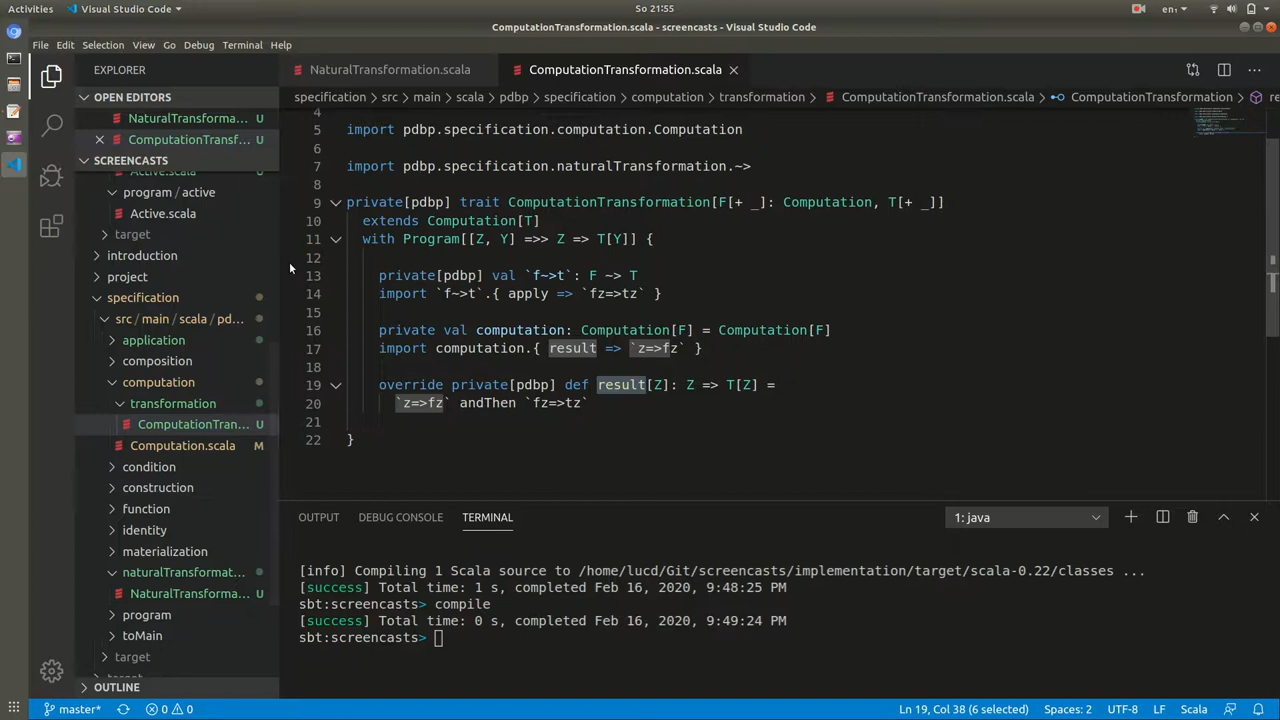 Activities
Visual Studio Code
So 21:55
en₁
ComputationTransformation.scala - screencasts - Visual Studio Code
File Edit Selection View Go Debug Terminal Help
EXPLORER
NaturalTransformation.scala
ComputationTransformation.scala
OPEN EDITORS
NaturalTransforma... U
ComputationTransf... U
SCREENCASTS
program / active
Active.scala
target
introduction
project
specification
src / main / scala / pd...
application
composition
computation
transformation
ComputationTran... U
Computation.scala M
condition
construction
function
identity
materialization
naturalTransformat...
NaturalTransforma... U
program
toMain
target
OUTLINE
specification > src > main > scala > pdbp > specification > computation > transformation > ComputationTransformation.scala > ComputationTransformation > re
4
5 import pdbp.specification.computation.Computation
6
7 import pdbp.specification.naturalTransformation.~>
8
9 private[pdbp] trait ComputationTransformation[F[+ _]: Computation, T[+ _]]
10 extends Computation[T]
11 with Program[[Z, Y] =>> Z => T[Y]] {
12
13 private[pdbp] val `f~>t`: F ~> T
14 import `f~>t`.{ apply => `fz=>tz` }
15
16 private val computation: Computation[F] = Computation[F]
17 import computation.{ result => `z=>fz` }
18
19 override private[pdbp] def result[Z]: Z => T[Z] =
20 `z=>fz` andThen `fz=>tz`
21
22 }
OUTPUT DEBUG CONSOLE TERMINAL
1: java
[info] Compiling 1 Scala source to /home/lucd/Git/screencasts/implementation/target/scala-0.22/classes ...
[success] Total time: 1 s, completed Feb 16, 2020, 9:48:25 PM
sbt:screencasts> compile
[success] Total time: 0 s, completed Feb 16, 2020, 9:49:24 PM
sbt:screencasts>
master* 0 0
Ln 19, Col 38 (6 selected) Spaces: 2 UTF-8 LF Scala